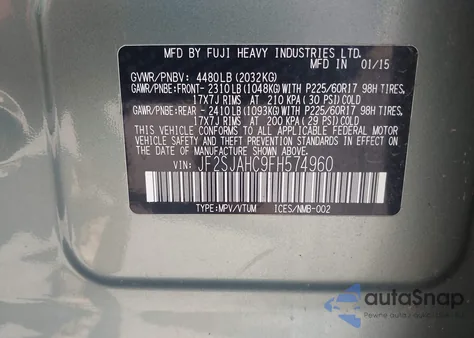 MFD BY FUJI HEAVY INDUSTRIES LTD.
01/15
GVWR/PNBV: 4480LB (2032KG)
GAWR/PNBE:FRONT- 2310LB(1048KG)WITH P225/60R17 98H TIRES,
17X7J RIMS AT 210 KPA(30 PSI)COLD
GAWR/PNBE:REAR -2410LB(1093KG)WITH P225/60R17 98H TIRES,
17X7J RIMS AT 200 KPA(29 PSI)COLD
THIS VEHICLE CONFORMS TO ALL APPLICABLE FEDERAL MOTOR
VEHICLE SAFETY, BUMPER, AND THEFT PREVENTION STANDARDS
IN EFFECT ON THE DATE OF MANUFACTURE SHOWN ABOVE.
VIN: JF2SJAHC9FH574960
TYPE:MPV/VTUM ICES/NMB-002
autoSnap
Pewne auto z USA